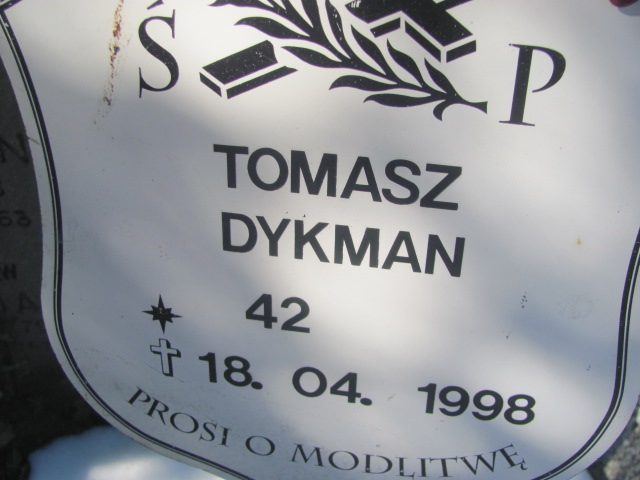 Ś P
TOMASZ
DYKMAN
42
18. 04. 1998
PROSI O MODLITWĘ